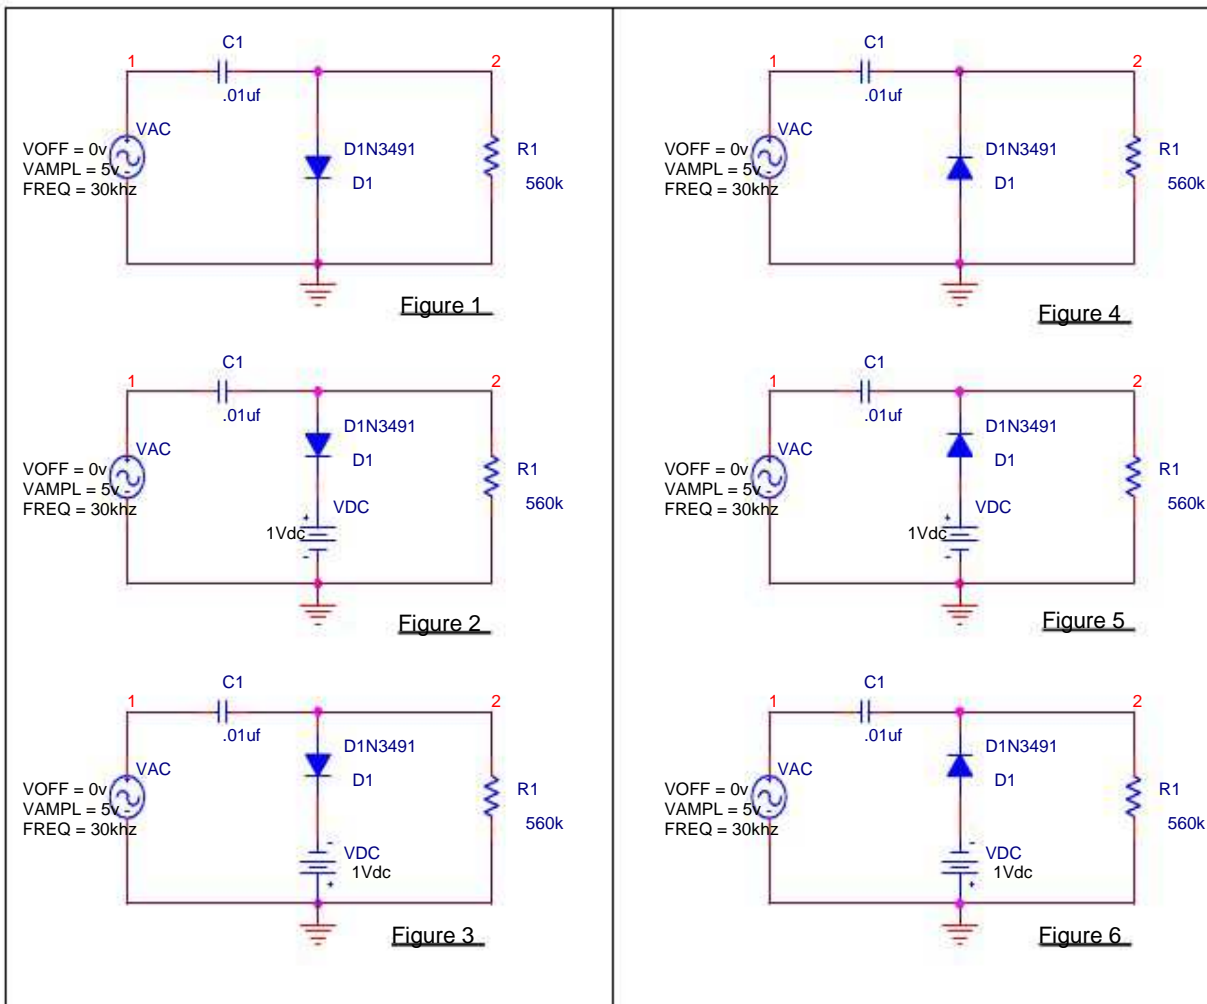 C1
1
2
.01uf
VAC
VOFF = 0v
VAMPL = 5v
FREQ = 30khz
+
-
D1N3491
D1
R1
560k
Figure 1
C1
1
2
.01uf
D1N3491
VAC
D1
VOFF = 0v
VAMPL = 5v
FREQ = 30khz
+
-
R1
560k
VDC
+
1Vdc
-
Figure 2
C1
1
2
.01uf
D1N3491
VAC
D1
VOFF = 0v
VAMPL = 5v
FREQ = 30khz
+
-
R1
560k
-
VDC
1Vdc
+
Figure 3
C1
1
2
.01uf
VAC
VOFF = 0v
VAMPL = 5v
FREQ = 30khz
+
-
D1N3491
D1
R1
560k
Figure 4
C1
1
2
.01uf
D1N3491
VAC
D1
VOFF = 0v
VAMPL = 5v
FREQ = 30khz
+
-
R1
560k
VDC
+
1Vdc
-
Figure 5
C1
1
2
.01uf
D1N3491
VAC
D1
VOFF = 0v
VAMPL = 5v
FREQ = 30khz
+
-
R1
560k
-
VDC
1Vdc
+
Figure 6